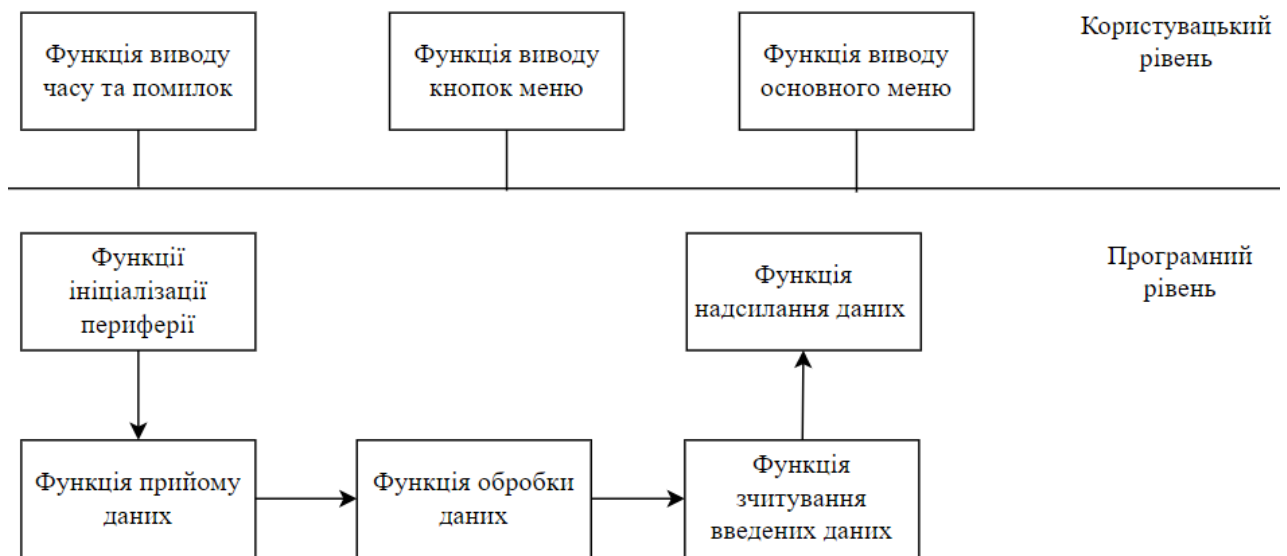 Функція виводу
часу та помилок
Функція виводу
кнопок меню
Функція виводу
основного меню
Користувацький
рівень
Функції
ініціалізації
периферії
Функція
надсилання даних
Програмний
рівень
Функція прийому
даних
Функція обробки
даних
Функція
зчитування
введених даних